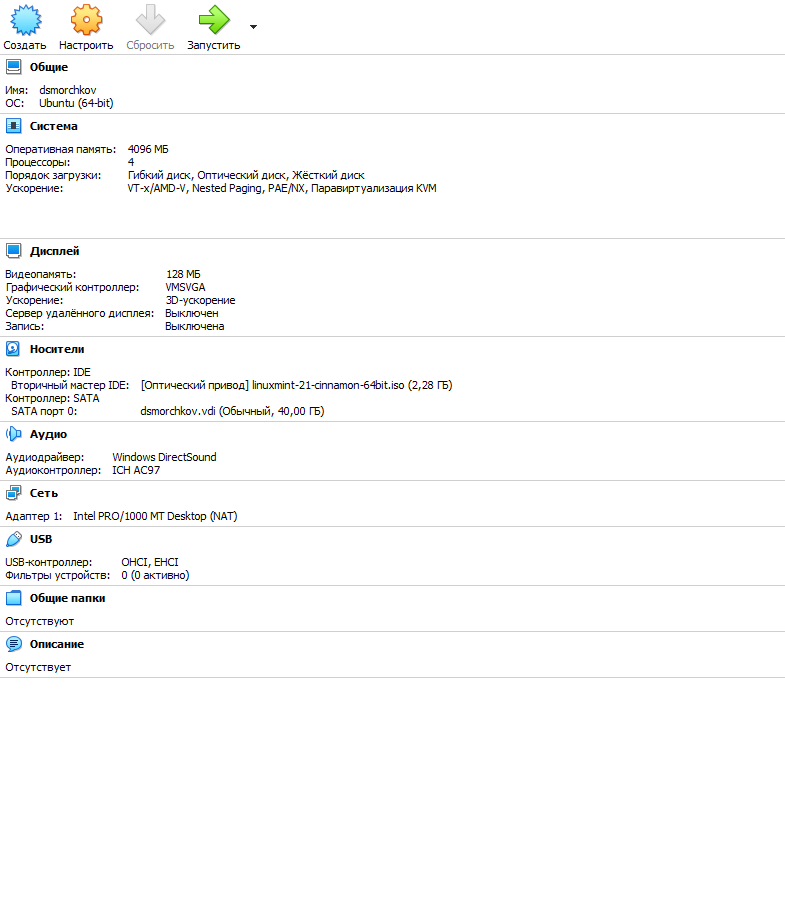 Создать Настроить Сбросить Запустить
Общие
Имя: dsmorchkov
ОС: Ubuntu (64-bit)
Система
Оперативная память: 4096 МБ
Процессоры: 4
Порядок загрузки: Гибкий диск, Оптический диск, Жёсткий диск
Ускорение: VT-x/AMD-V, Nested Paging, PAE/NX, Паравиртуализация KVM
Дисплей
Видеопамять: 128 МБ
Графический контроллер: VMSVGA
Ускорение: 3D-ускорение
Сервер удалённого дисплея: Выключен
Запись: Выключена
Носители
Контроллер: IDE
Вторичный мастер IDE: [Оптический привод] linuxmint-21-cinnamon-64bit.iso (2,28 ГБ)
Контроллер: SATA
SATA порт 0: dsmorchkov.vdi (Обычный, 40,00 ГБ)
Аудио
Аудиодрайвер: Windows DirectSound
Аудиоконтроллер: ICH AC97
Сеть
Адаптер 1: Intel PRO/1000 MT Desktop (NAT)
USB
USB-контроллер: OHCI, EHCI
Фильтры устройств: 0 (0 активно)
Общие папки
Отсутствуют
Описание
Отсутствует